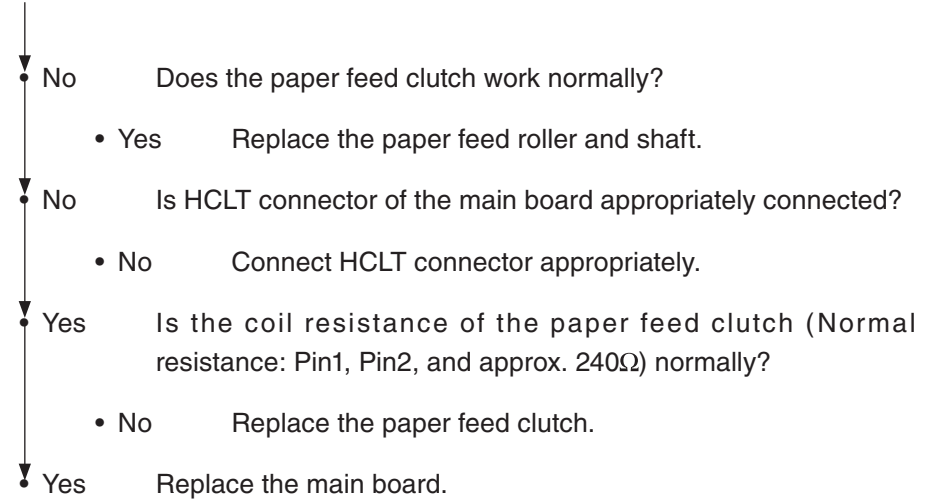 No Does the paper feed clutch work normally?
• Yes Replace the paper feed roller and shaft.
No Is HCLT connector of the main board appropriately connected?
• No Connect HCLT connector appropriately.
Yes Is the coil resistance of the paper feed clutch (Normal
resistance: Pin1, Pin2, and approx. 240Ω) normally?
• No Replace the paper feed clutch.
Yes Replace the main board.